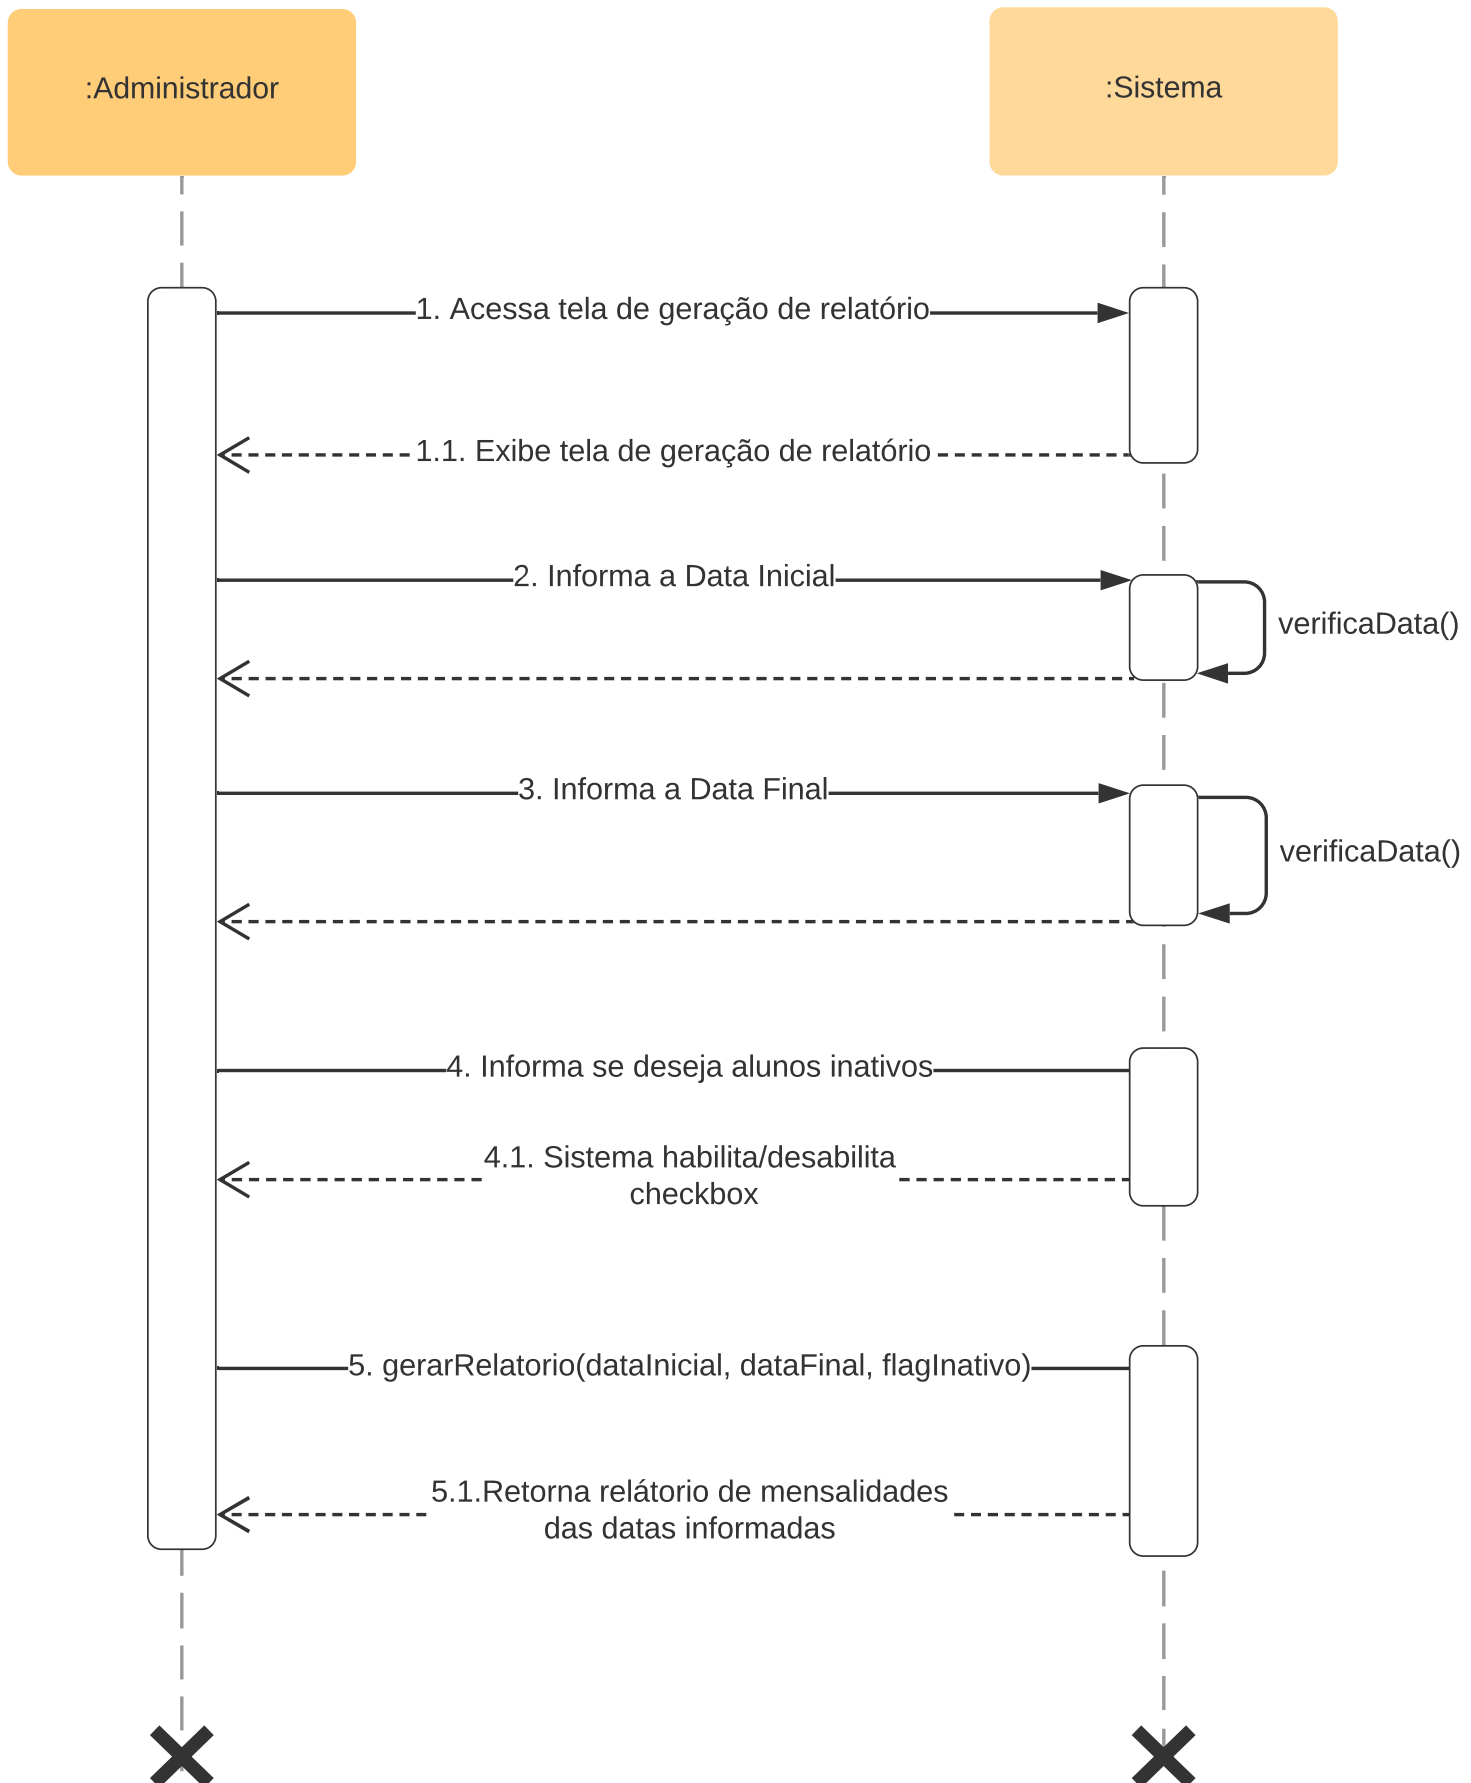 :Administrador
:Sistema
1. Acessa tela de geração de relatório
1.1. Exibe tela de geração de relatório
2. Informa a Data Inicial
verificaData()
3. Informa a Data Final
verificaData()
4. Informa se deseja alunos inativos
4.1. Sistema habilita/desabilita
checkbox
5. gerarRelatorio(dataInicial, dataFinal, flagInativo)
5.1.Retorna relátorio de mensalidades
das datas informadas